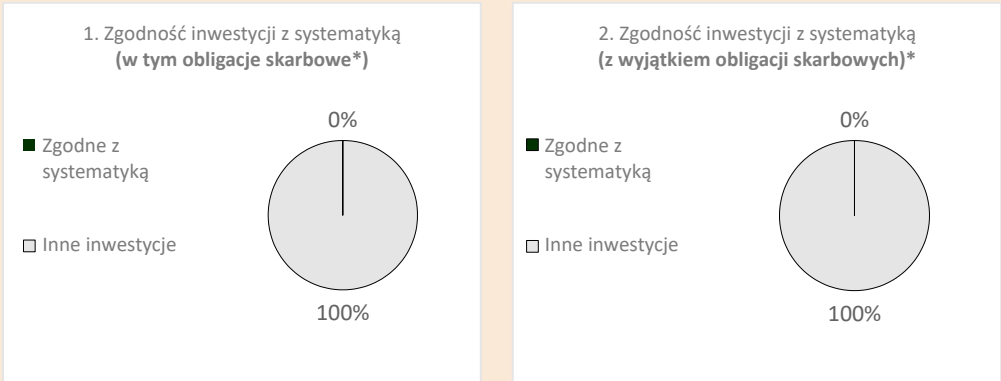 1. Zgodność inwestycji z systematyką
(w tym obligacje skarbowe*)
0%
Zgodne z
systematyką
Inne inwestycje
100%
2. Zgodność inwestycji z systematyką
(z wyjątkiem obligacji skarbowych)*
0%
Zgodne z
systematyką
Inne inwestycje
100%